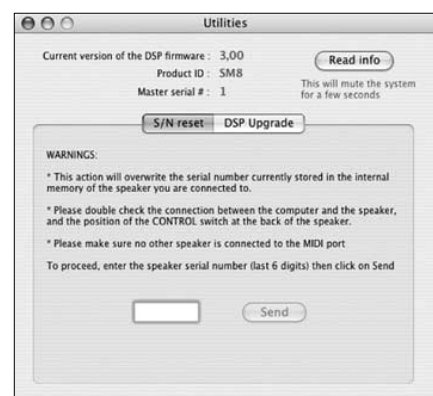 Utilities
Current version of the DSP firmware : 3,00
Product ID : SM8
Master serial # : 1
Read info
This will mute the system
for a few seconds
S/N reset DSP Upgrade
WARNINGS:
* This action will overwrite the serial number currently stored in the internal
memory of the speaker you are connected to.
* Please double check the connection between the computer and the speaker,
and the position of the CONTROL switch at the back of the speaker.
* Please make sure no other speaker is connected to the MIDI port
To proceed, enter the speaker serial number (last 6 digits) then click on Send
Send